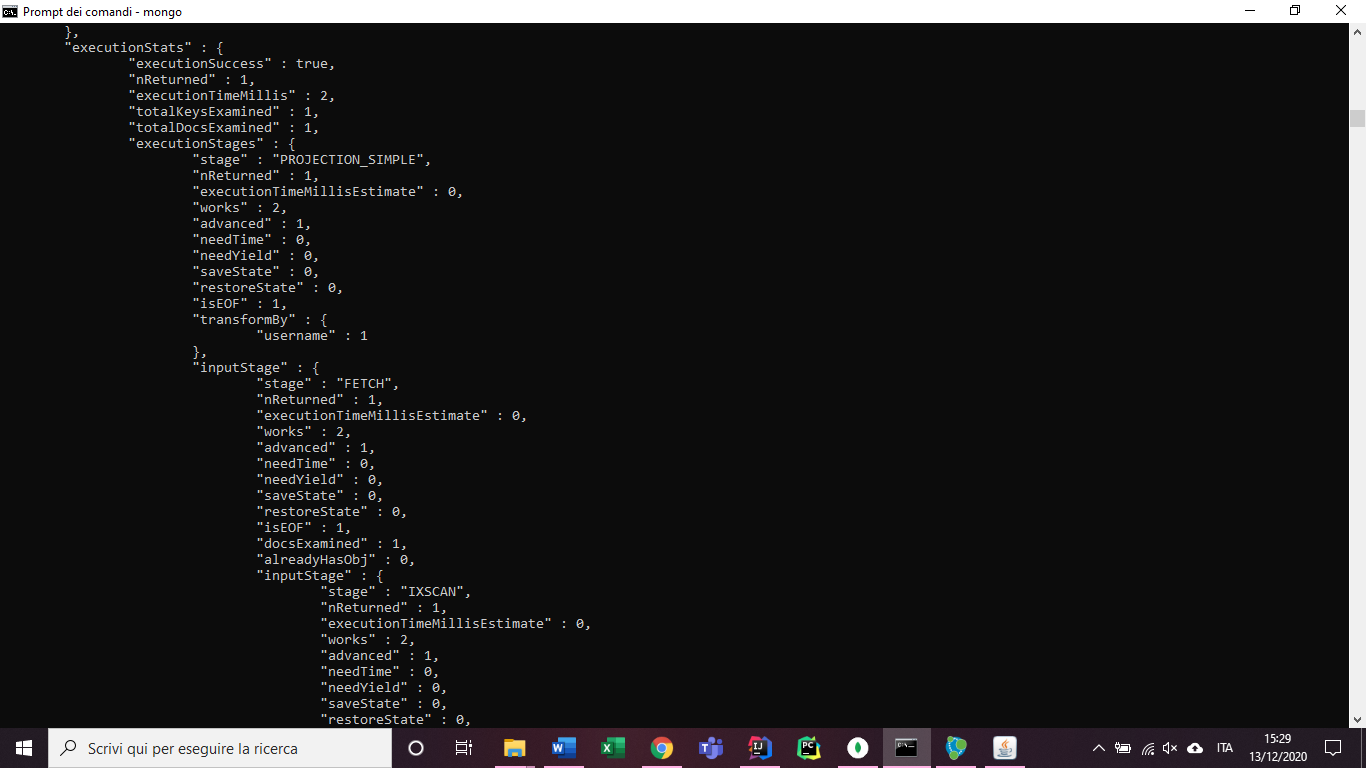 Prompt dei comandi - mongo
},
"executionStats" : {
"executionSuccess" : true,
"nReturned" : 1,
"executionTimeMillis" : 2,
"totalKeysExamined" : 1,
"totalDocsExamined" : 1,
"executionStages" : {
"stage" : "PROJECTION_SIMPLE",
"nReturned" : 1,
"executionTimeMillisEstimate" : 0,
"works" : 2,
"advanced" : 1,
"needTime" : 0,
"needYield" : 0,
"saveState" : 0,
"restoreState" : 0,
"isEOF" : 1,
"transformBy" : {
"username" : 1
},
"inputStage" : {
"stage" : "FETCH",
"nReturned" : 1,
"executionTimeMillisEstimate" : 0,
"works" : 2,
"advanced" : 1,
"needTime" : 0,
"needYield" : 0,
"saveState" : 0,
"restoreState" : 0,
"isEOF" : 1,
"docsExamined" : 1,
"alreadyHasObj" : 0,
"inputStage" : {
"stage" : "IXSCAN",
"nReturned" : 1,
"executionTimeMillisEstimate" : 0,
"works" : 2,
"advanced" : 1,
"needTime" : 0,
"needYield" : 0,
"saveState" : 0,
"restoreState" : 0,
Scrivi qui per eseguire la ricerca
ITA
15:29
13/12/2020